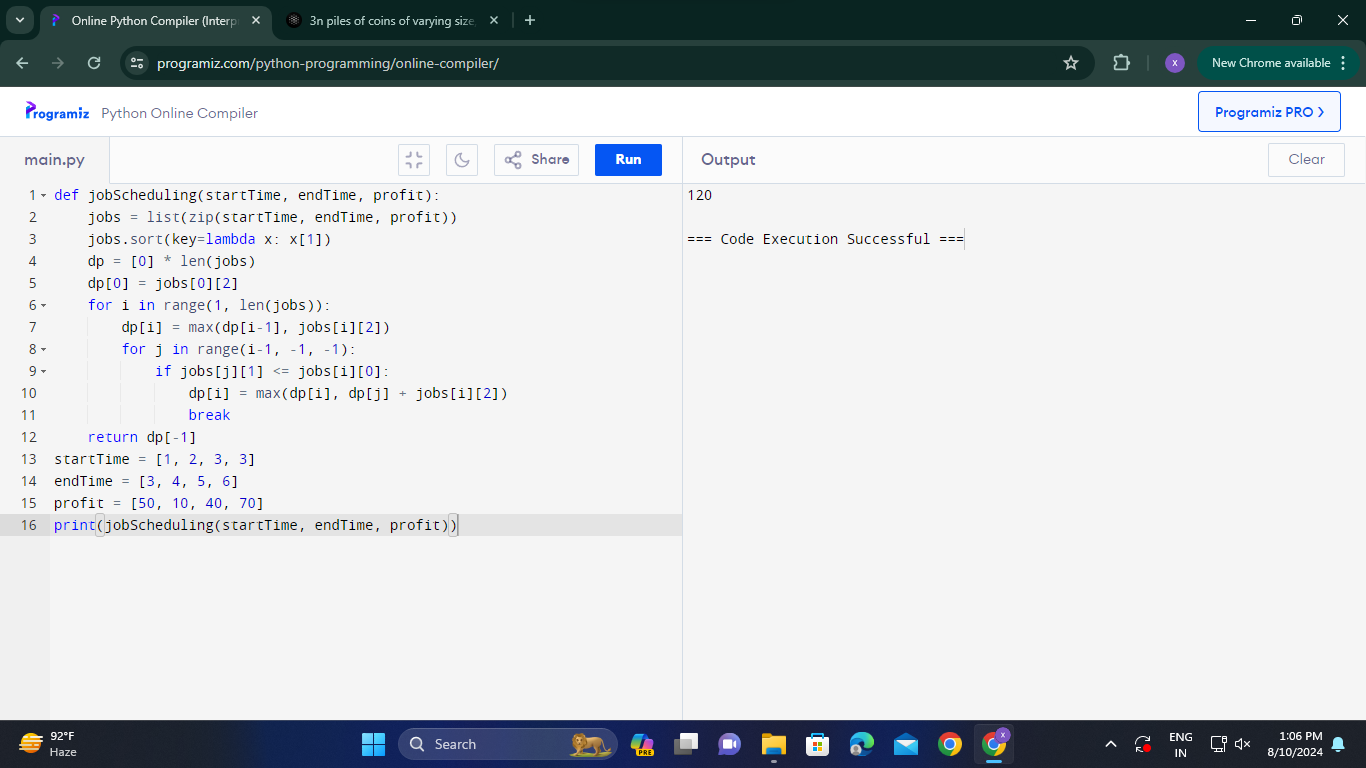 Online Python Compiler (Interp
3n piles of coins of varying size,
programiz.com/python-programming/online-compiler/
x
New Chrome available
Programiz
Python Online Compiler
Programiz PRO
main.py
Share
Run
Output
Clear
1 def jobScheduling(startTime, endTime, profit):
2     jobs = list(zip(startTime, endTime, profit))
3     jobs.sort(key=lambda x: x[1])
4     dp = [0] * len(jobs)
5     dp[0] = jobs[0][2]
6     for i in range(1, len(jobs)):
7         dp[i] = max(dp[i-1], jobs[i][2])
8         for j in range(i-1, -1, -1):
9             if jobs[j][1] <= jobs[i][0]:
10                 dp[i] = max(dp[i], dp[j] + jobs[i][2])
11                 break
12     return dp[-1]
13 startTime = [1, 2, 3, 3]
14 endTime = [3, 4, 5, 6]
15 profit = [50, 10, 40, 70]
16 print(jobScheduling(startTime, endTime, profit))
120
=== Code Execution Successful ===
92°F
Haze
Search
PRE
x
ENG
IN
1:06 PM
8/10/2024